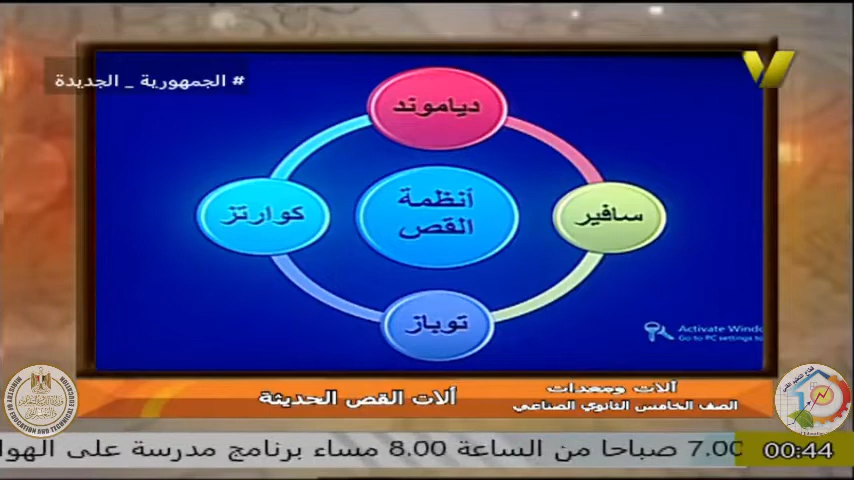 # الجمهورية _ الجديدة
دياموند
أنظمة
القص
سافير
كوارتز
توباز
Activate Windo
Go to PC settings to
آلات ومعدات
الصف الخامس الثانوي الصناعي
ألات القص الحديثة
7.00 صباحا من الساعة 8.00 مساء برنامج مدرسة على الهوا
00:44